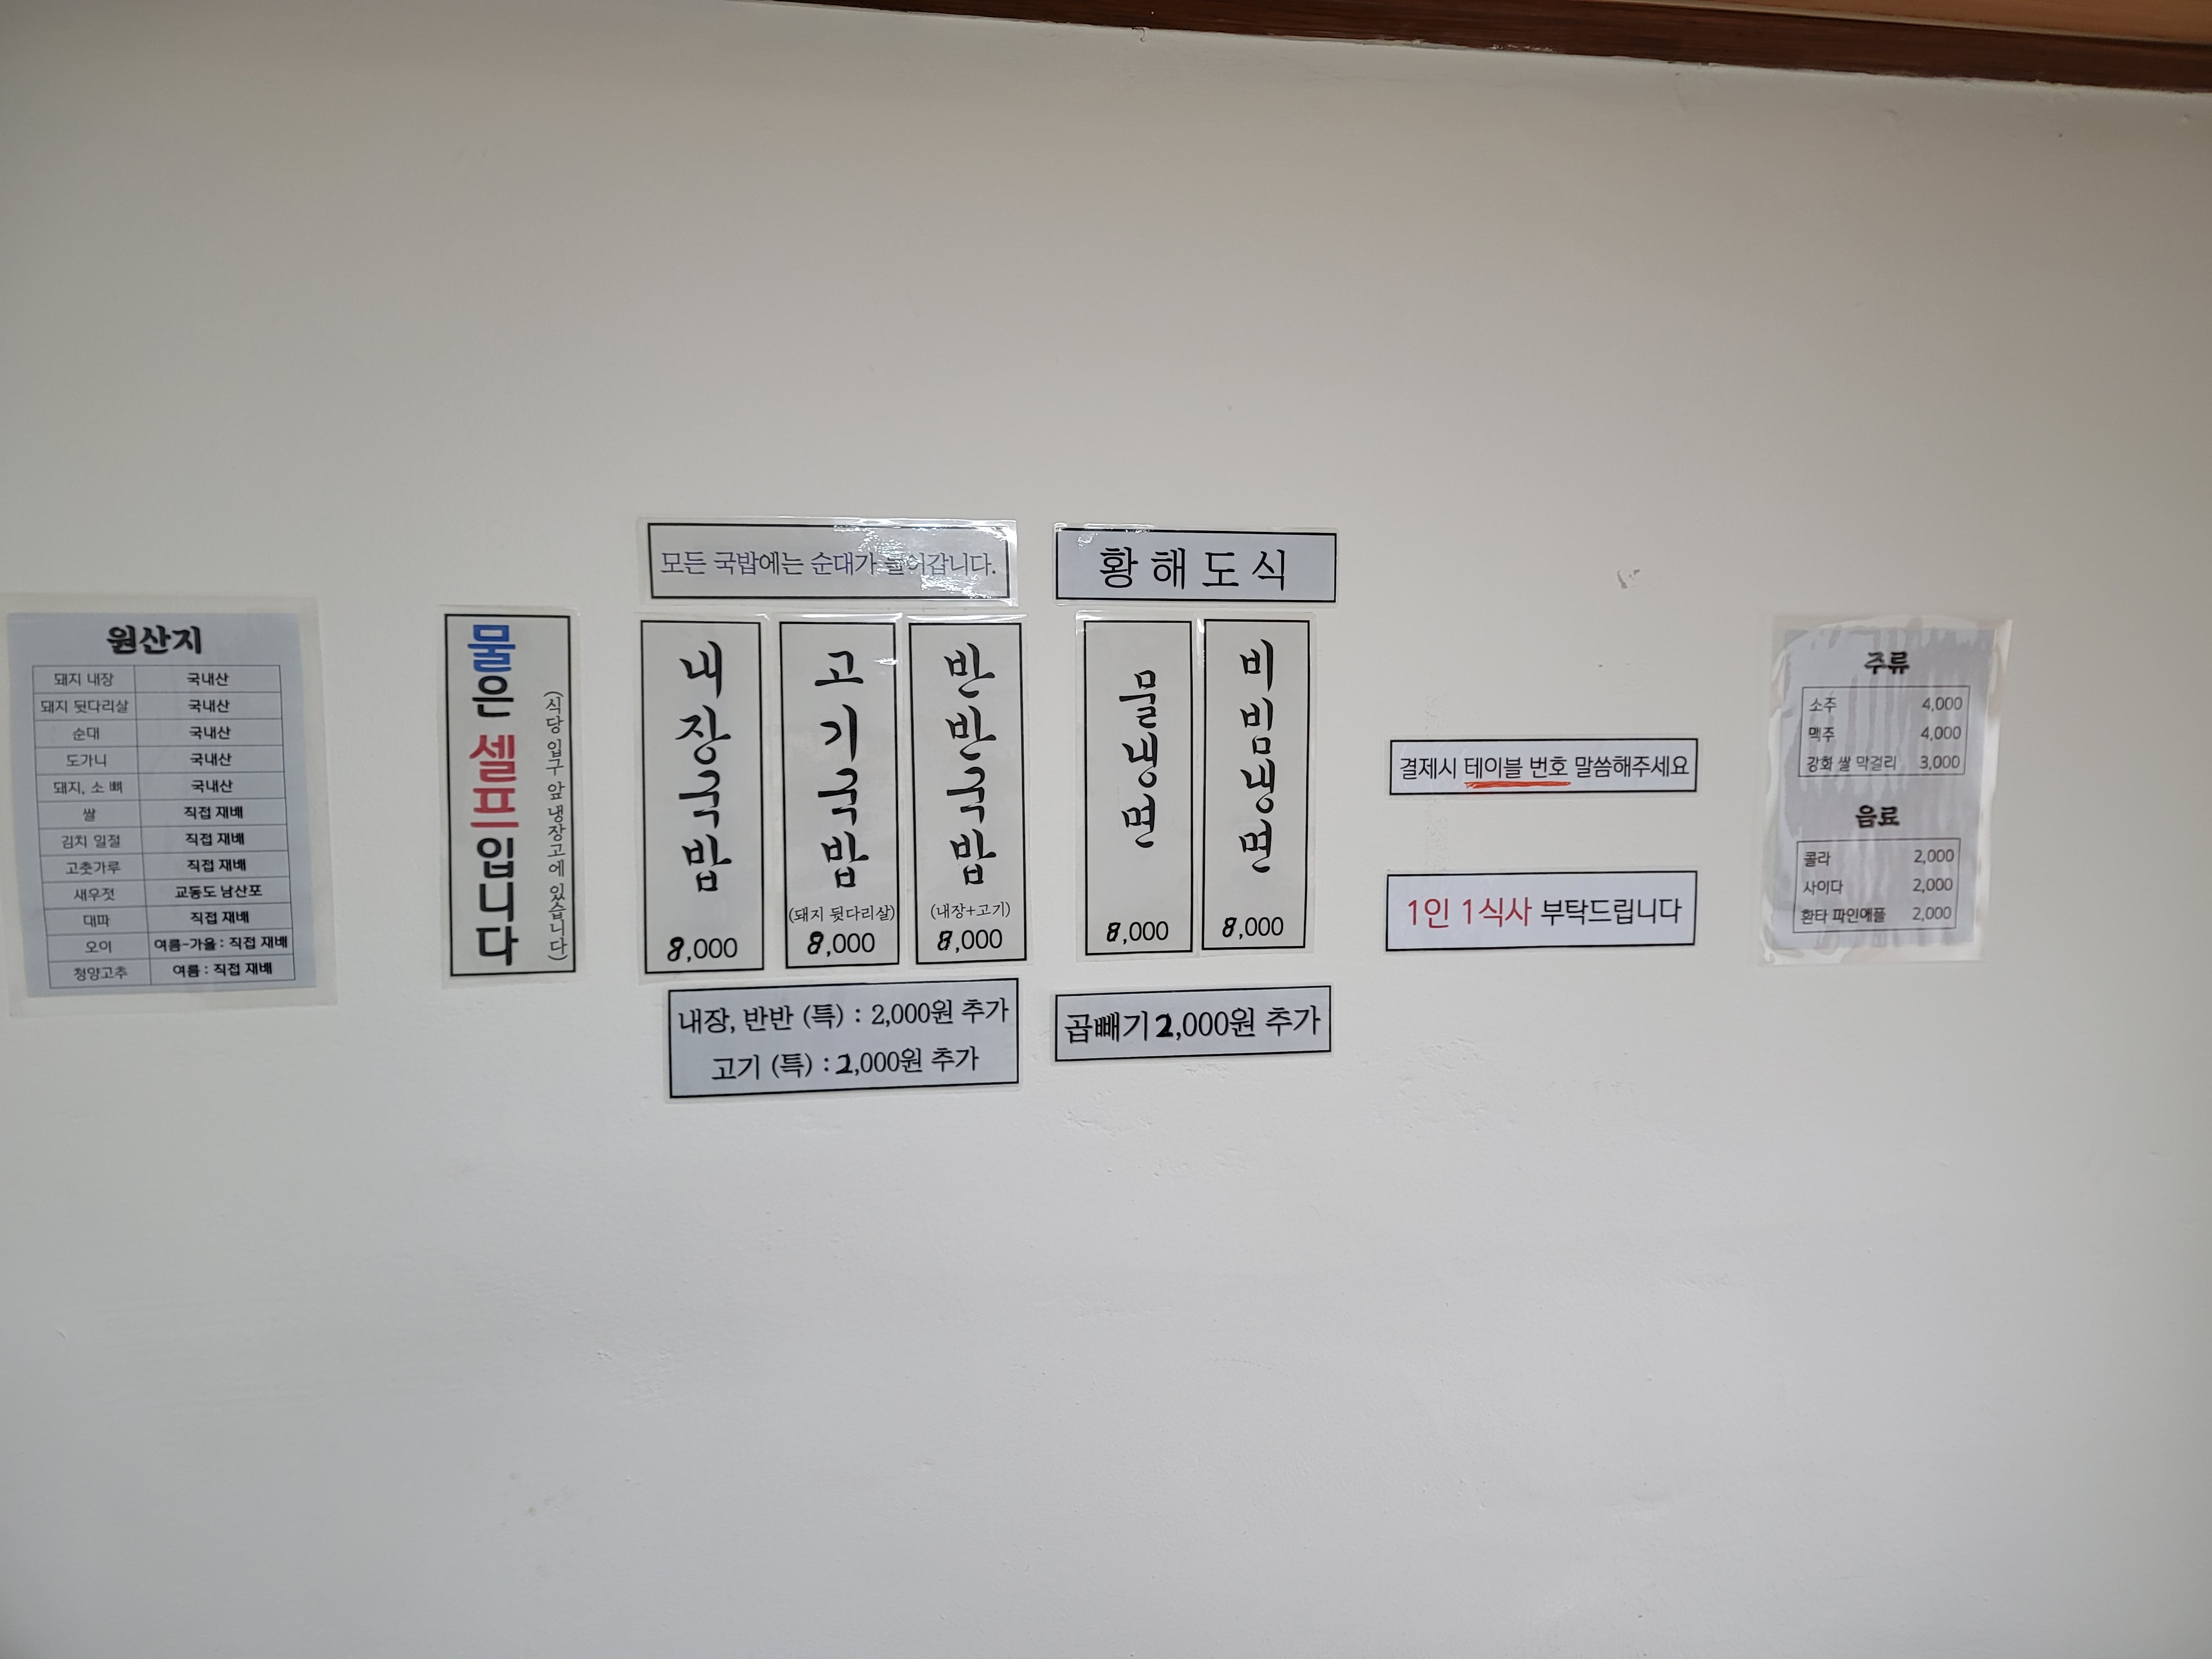 원산지
돼지 내장 국내산
돼지 뒷다리살 국내산
순대 국내산
도가니 국내산
돼지, 소 뼈 국내산
쌀 직접 재배
김치 일절 직접 재배
고춧가루 직접 재배
새우젓 교동도 남산포
대파 직접 재배
오이 여름-가을 : 직접 재배
청양고추 여름 : 직접 재배
물은 셀프입니다
(식당 입구 앞 냉장고에 있습니다)
모든 국밥에는 순대가 들어갑니다.
내장국밥
8,000
고기국밥
(돼지 뒷다리살)
8,000
반반국밥
(내장+고기)
8,000
내장, 반반 (특) : 2,000원 추가
고기 (특) : 2,000원 추가
황해도식
물냉면
8,000
비빔냉면
8,000
곱빼기 2,000원 추가
결제시 테이블 번호 말씀해주세요
1인 1식사 부탁드립니다
주류
소주 4,000
맥주 4,000
강화 쌀 막걸리 3,000
음료
콜라 2,000
사이다 2,000
환타 파인애플 2,000